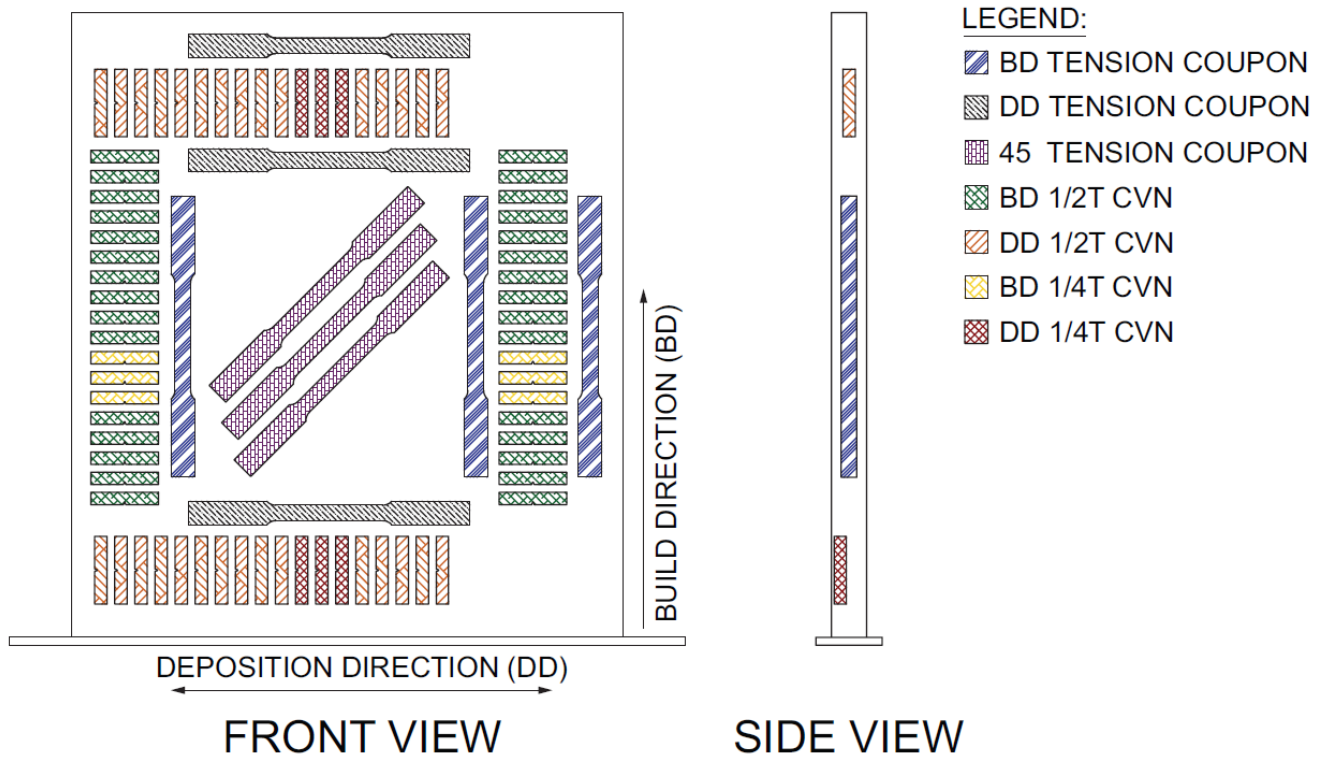 LEGEND:
BD TENSION COUPON
DD TENSION COUPON
45 TENSION COUPON
BD 1/2T CVN
DD 1/2T CVN
BD 1/4T CVN
DD 1/4T CVN
BUILD DIRECTION (BD)
DEPOSITION DIRECTION (DD)
FRONT VIEW
SIDE VIEW